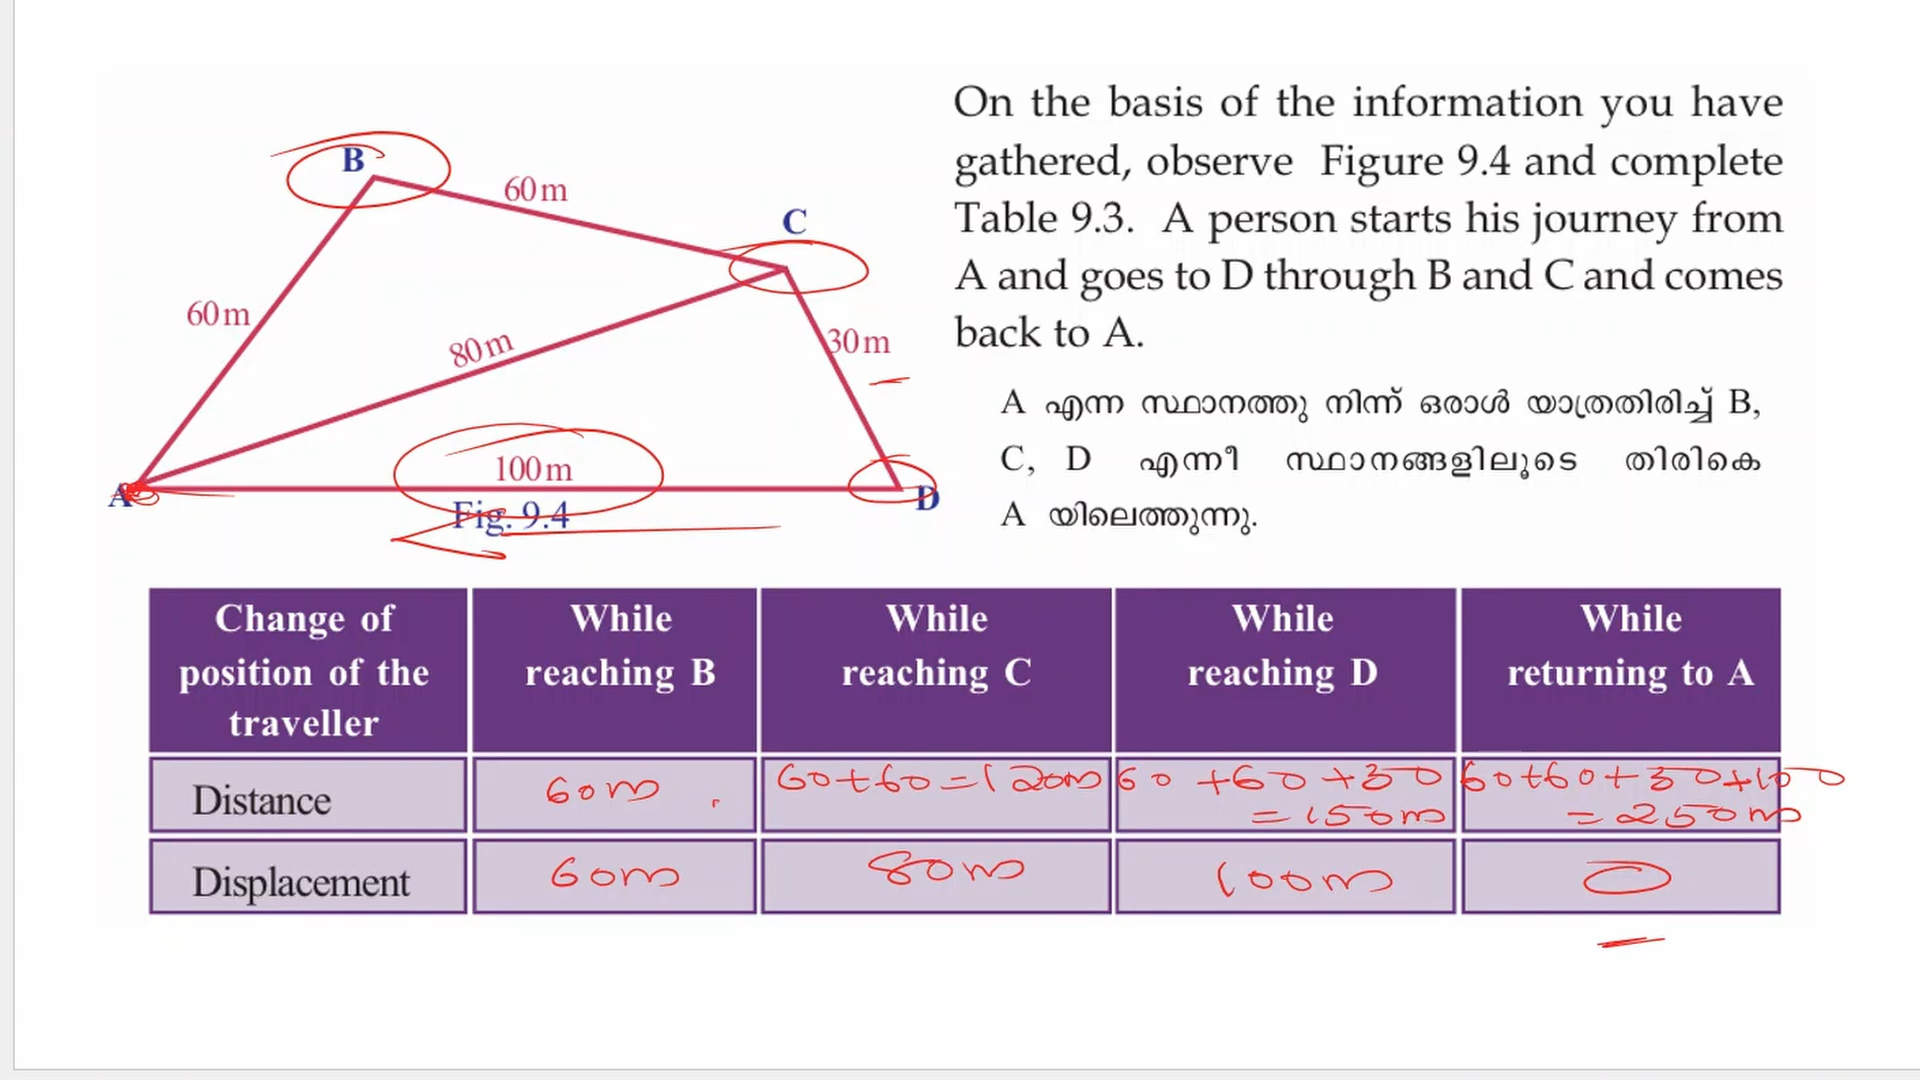 B
60 m
C
60 m
80 m
30 m
100 m
A
D
Fig. 9.4
On the basis of the information you have
gathered, observe Figure 9.4 and complete
Table 9.3. A person starts his journey from
A and goes to D through B and C and comes
back to A.
A എന്ന സ്ഥാനത്തു നിന്ന് ഒരാൾ യാത്രതിരിച്ച് B,
C, D എന്നീ സ്ഥാനങ്ങളിലൂടെ തിരികെ
A യിലെത്തുന്നു.
Change of position of the traveller While reaching B While reaching C While reaching D While returning to A
Distance 60m 60+60=120m 60+60+30 =150m 60+60+30+100 =250m
Displacement 60m 80m 100m 0